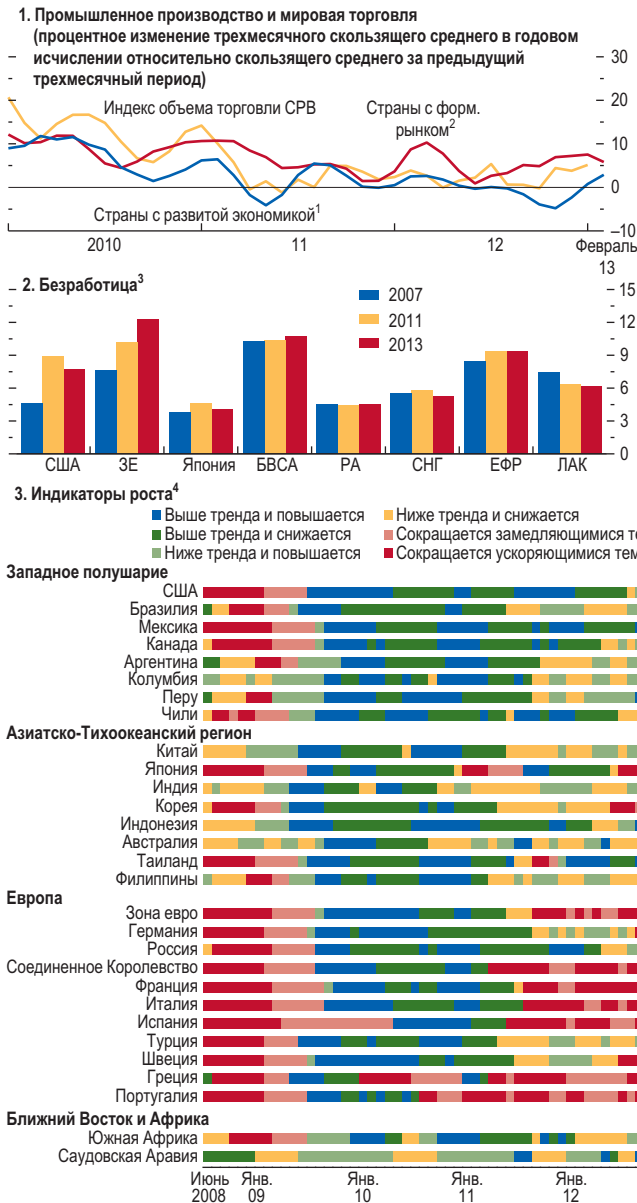 1. Промышленное производство и мировая торговля
(процентное изменение трехмесячного скользящего среднего в годовом
исчислении относительно скользящего среднего за предыдущий
трехмесячный период)
30
20
10
0
–10
Индекс объема торговли СРВ
Страны с форм.
рынком2
Страны с развитой экономикой1
2010
11
12
Февраль
13
2. Безработица3
2007
2011
2013
15
12
9
6
3
0
США
ЗЕ
Япония
БВСА
РА
СНГ
ЕФР
ЛАК
3. Индикаторы роста4
Выше тренда и повышается
Ниже тренда и снижается
Выше тренда и снижается
Сокращается замедляющимися
Ниже тренда и повышается
Сокращается ускоряющимися
Западное полушарие
США
Бразилия
Мексика
Канада
Аргентина
Колумбия
Перу
Чили
Азиатско-Тихоокеанский регион
Китай
Япония
Индия
Корея
Индонезия
Австралия
Таиланд
Филиппины
Европа
Зона евро
Германия
Россия
Соединенное Королевство
Франция
Италия
Испания
Турция
Швеция
Греция
Португалия
Ближний Восток и Африка
Южная Африка
Саудовская Аравия
Июнь Янв. Янв. Янв. Янв.
2008 09 10 11 12